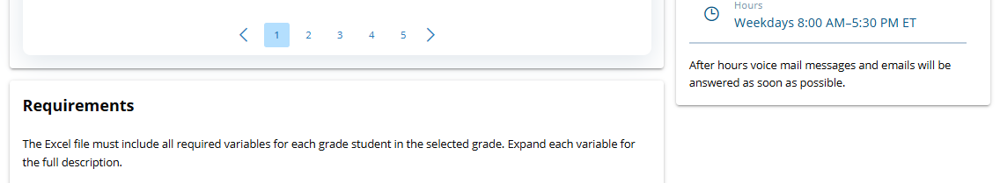 1 2 3 4 5
Requirements
The Excel file must include all required variables for each grade student in the selected grade. Expand each variable for
the full description.
Hours
Weekdays 8:00 AM–5:30 PM ET
After hours voice mail messages and emails will be
answered as soon as possible.